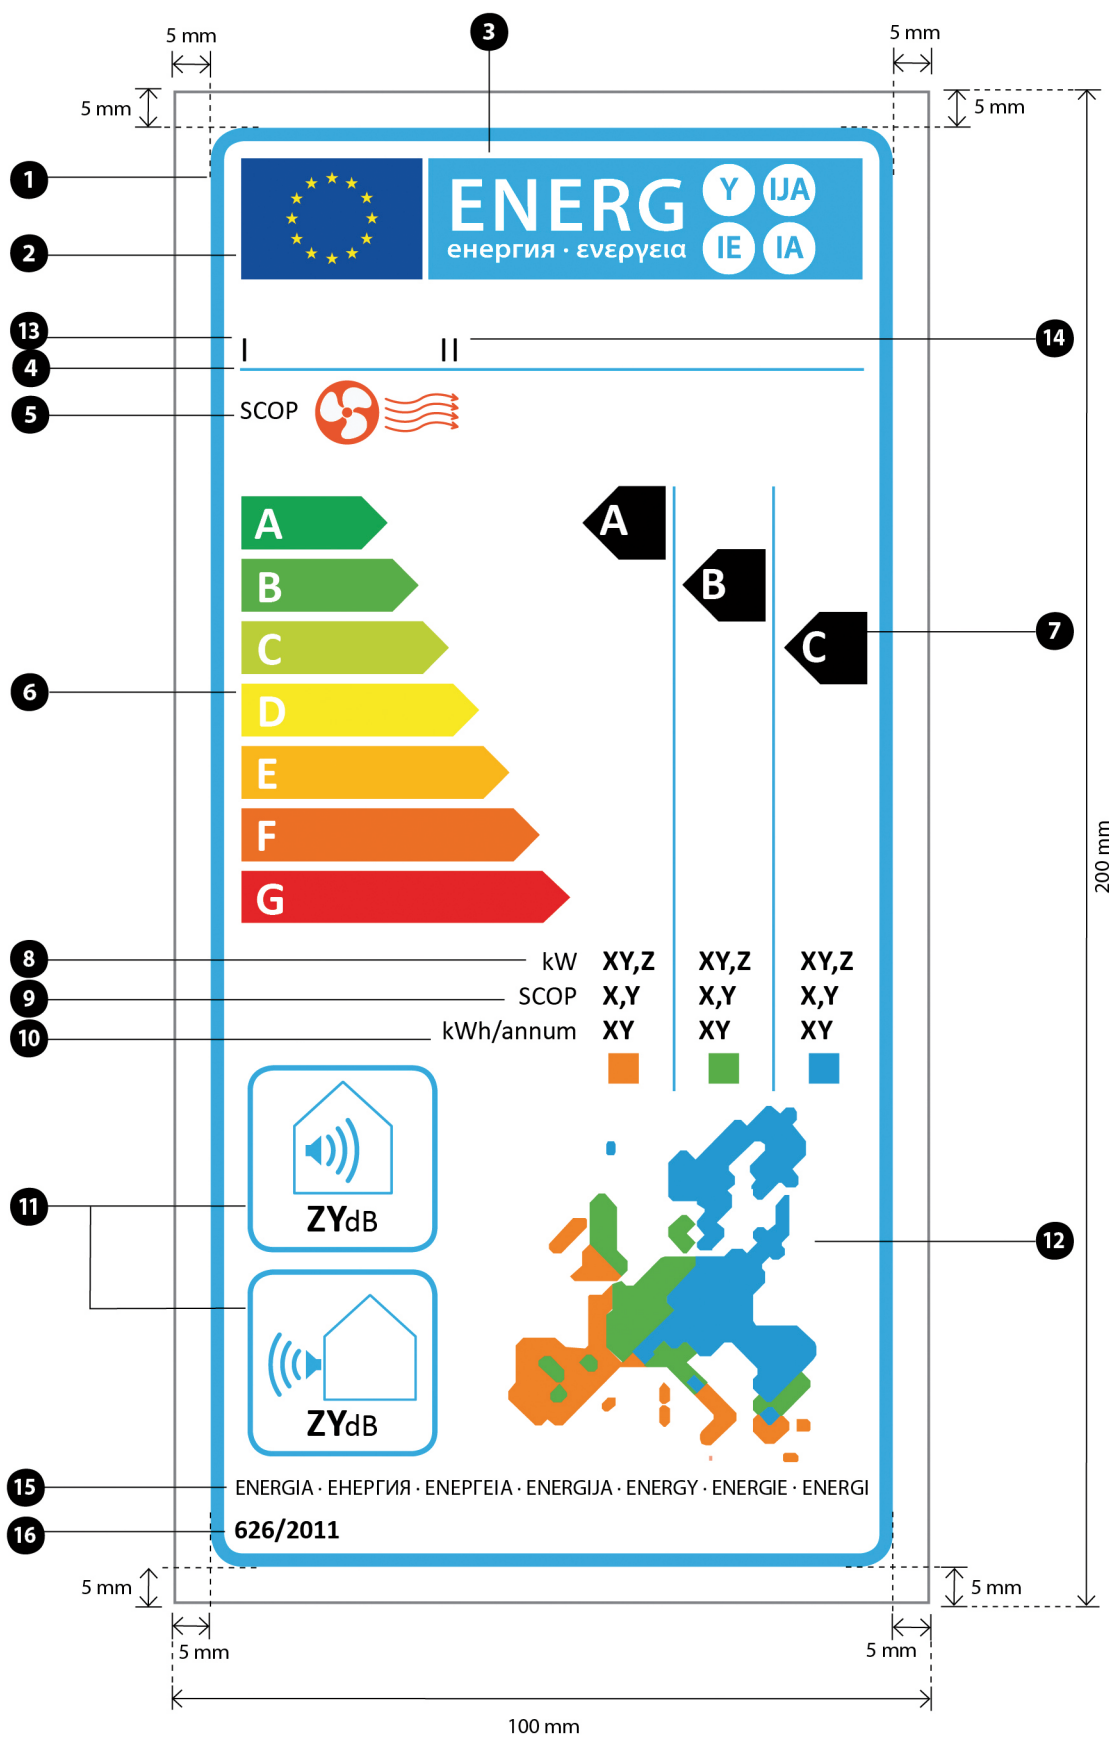 3
5 mm
5 mm
5 mm
5 mm
1
ENERG
Y
IJA
IE
IA
енергия · ενεργεια
2
13
I
II
14
4
5
SCOP
A
A
B
B
C
C
7
6
D
E
F
G
200 mm
8
kW
XY,Z
XY,Z
XY,Z
9
SCOP
X,Y
X,Y
X,Y
10
kWh/annum
XY
XY
XY
11
ZYdB
12
ZYdB
15
ENERGIA · ЕНЕРГИЯ · ΕΝΕΡΓΕΙΑ · ENERGIJA · ENERGY · ENERGIE · ENERGI
16
626/2011
5 mm
5 mm
5 mm
5 mm
100 mm